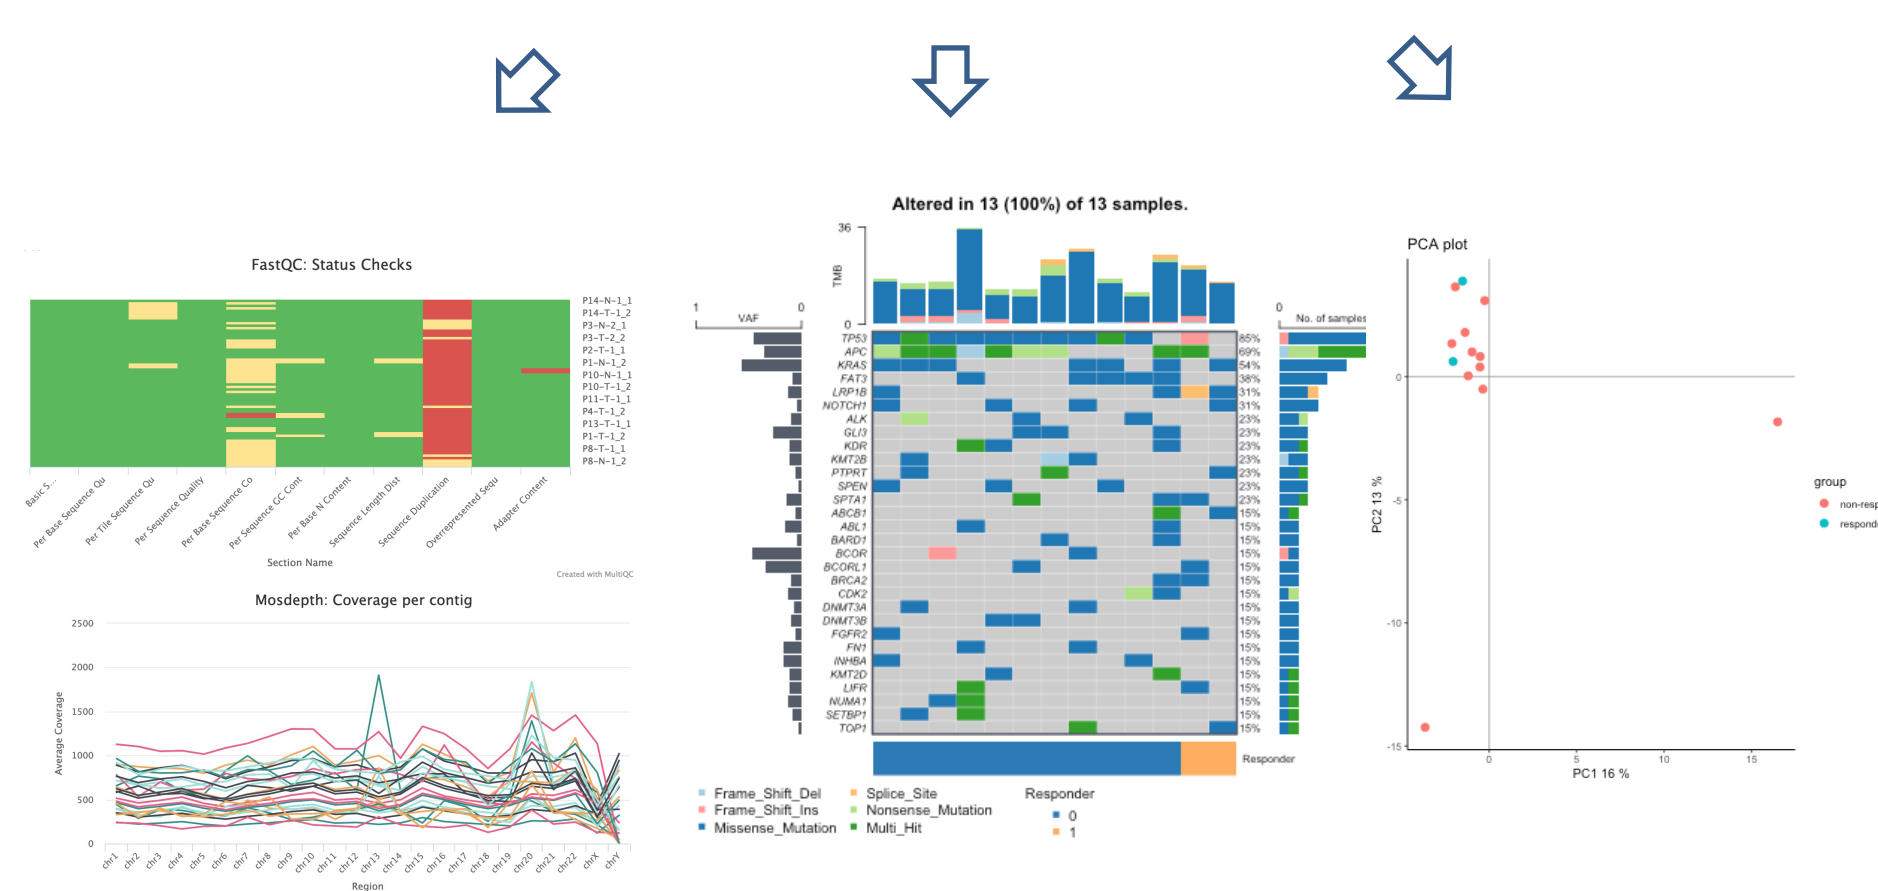 FastQC: Status Checks
P14-N-1_1
P14-T-1_2
P3-N-2_1
P3-T-2_2
P2-T-1_1
P1-N-1_2
P10-N-1_1
P10-T-1_2
P11-T-1_1
P4-T-1_2
P13-T-1_1
P1-T-1_2
P8-T-1_1
P8-N-1_2
Basic S...
Per Base Sequence Qu
Per Tile Sequence Qu
Per Sequence Quality
Per Base Sequence Co
Per Sequence GC Cont
Per Base N Content
Sequence Length Dist
Sequence Duplication
Overrepresented Sequ
Adapter Content
Section Name
Created with MultiQC
Mosdepth: Coverage per contig
Average Coverage
2500
2000
1500
1000
500
0
chr1
chr2
chr3
chr4
chr5
chr6
chr7
chr8
chr9
chr10
chr11
chr12
chr13
chr14
chr15
chr16
chr17
chr18
chr19
chr20
chr21
chr22
chrX
chrY
Region
Altered in 13 (100%) of 13 samples.
36
TMB
0
1 0
VAF
0
No. of samples
TP53 85%
APC 69%
KRAS 54%
FAT3 38%
LRP1B 31%
NOTCH1 31%
ALK 23%
GLI3 23%
KDR 23%
KMT2B 23%
PTPRT 23%
SPEN 23%
SPTA1 23%
ABCB1 15%
ABL1 15%
BARD1 15%
BCOR 15%
BCORL1 15%
BRCA2 15%
CDK2 15%
DNMT3A 15%
DNMT3B 15%
FGFR2 15%
FN1 15%
INHBA 15%
KMT2D 15%
LIFR 15%
NUMA1 15%
SETBP1 15%
TOP1 15%
Responder
Frame_Shift_Del
Frame_Shift_Ins
Missense_Mutation
Splice_Site
Nonsense_Mutation
Multi_Hit
Responder
0
1
PCA plot
PC2 13 %
0
-5
-10
-15
0 5 10 15
PC1 16 %
group
non-resp
respond